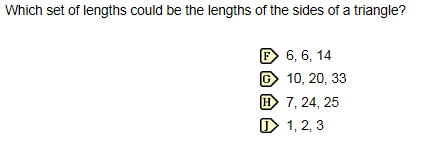 Which set of lengths could be the lengths of the sides of a triangle?
F 6, 6, 14
G 10, 20, 33
H 7, 24, 25
J 1, 2, 3